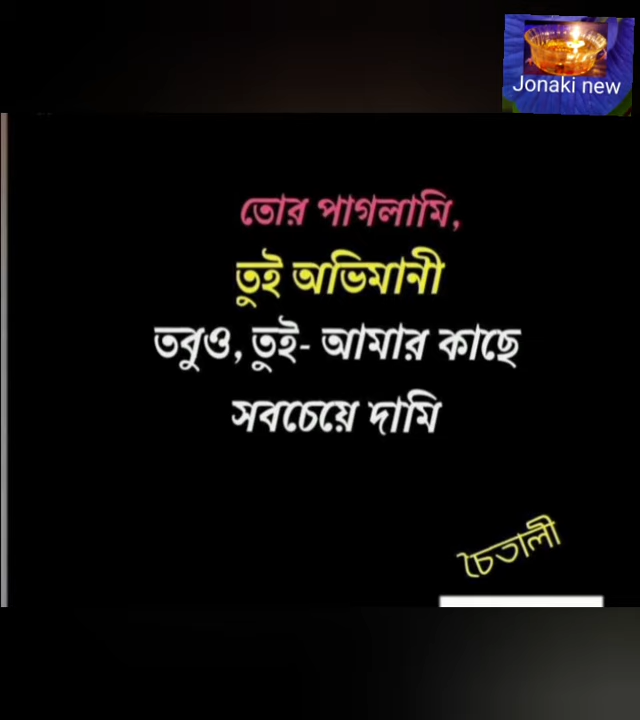 Jonaki new
তোর পাগলামি,
তুই অভিমানী
তবুও, তুই- আমার কাছে
সবচেয়ে দামি
চৈতালী